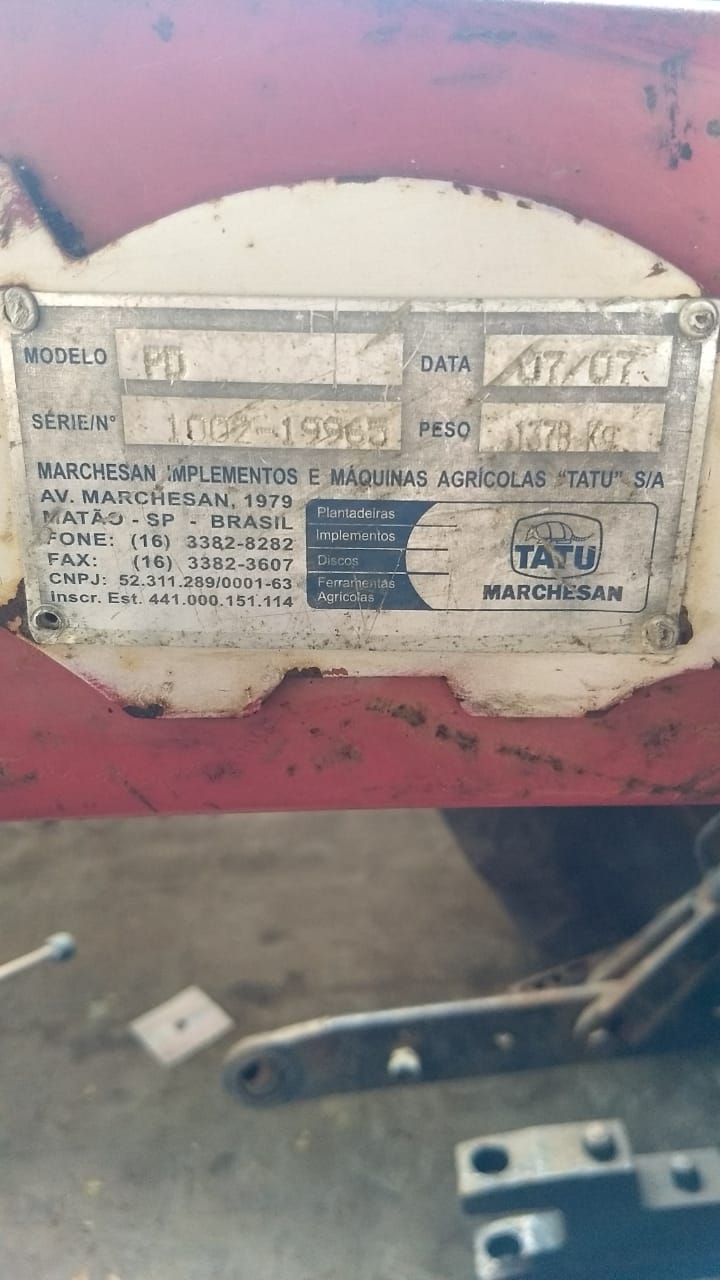 MODELO PD DATA 07/07
SÉRIE/Nº 1002-19965 PESO 1378 Kg
MARCHESAN IMPLEMENTOS E MÁQUINAS AGRÍCOLAS "TATU" S/A
AV. MARCHESAN, 1979
MATÃO - SP - BRASIL
FONE: (16) 3382-8282
FAX: (16) 3382-3607
CNPJ: 52.311.289/0001-63
Inscr. Est. 441.000.151.114
Plantadeiras
Implementos
Discos
Ferramentas
Agrícolas
TATU
MARCHESAN